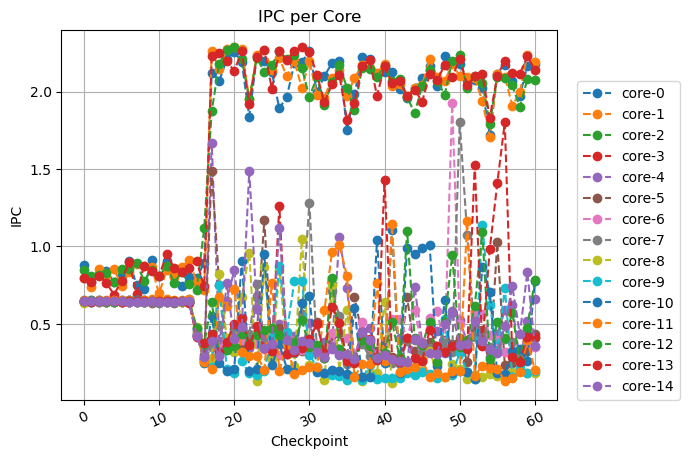 IPC per Core
IPC
2.0
1.5
1.0
0.5
0
10
20
30
40
50
60
Checkpoint
core-0
core-1
core-2
core-3
core-4
core-5
core-6
core-7
core-8
core-9
core-10
core-11
core-12
core-13
core-14